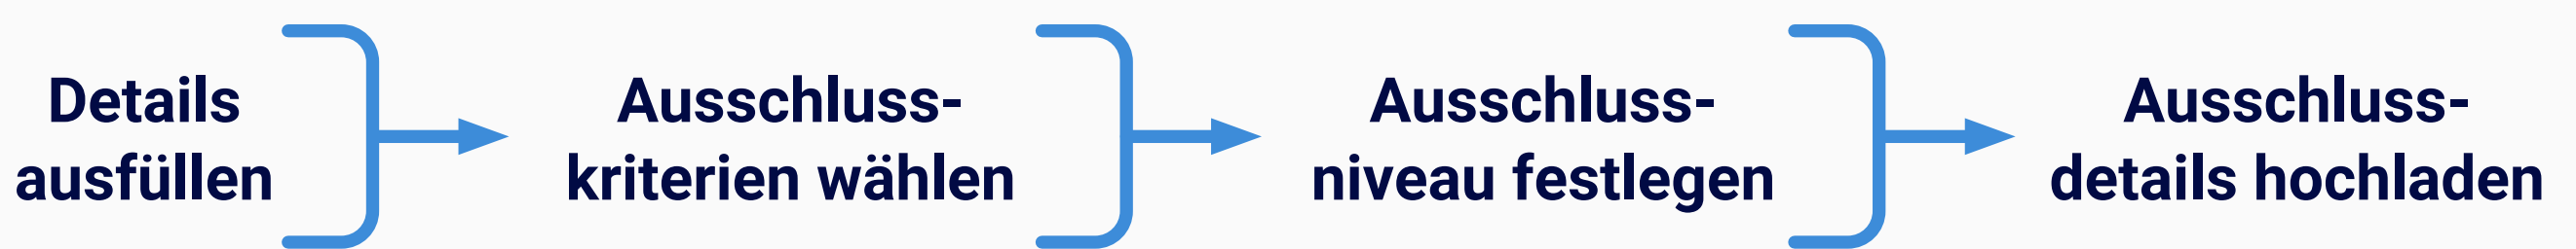 Details
ausfüllen
Ausschluss-
kriterien wählen
Ausschluss-
niveau festlegen
Ausschluss-
details hochladen